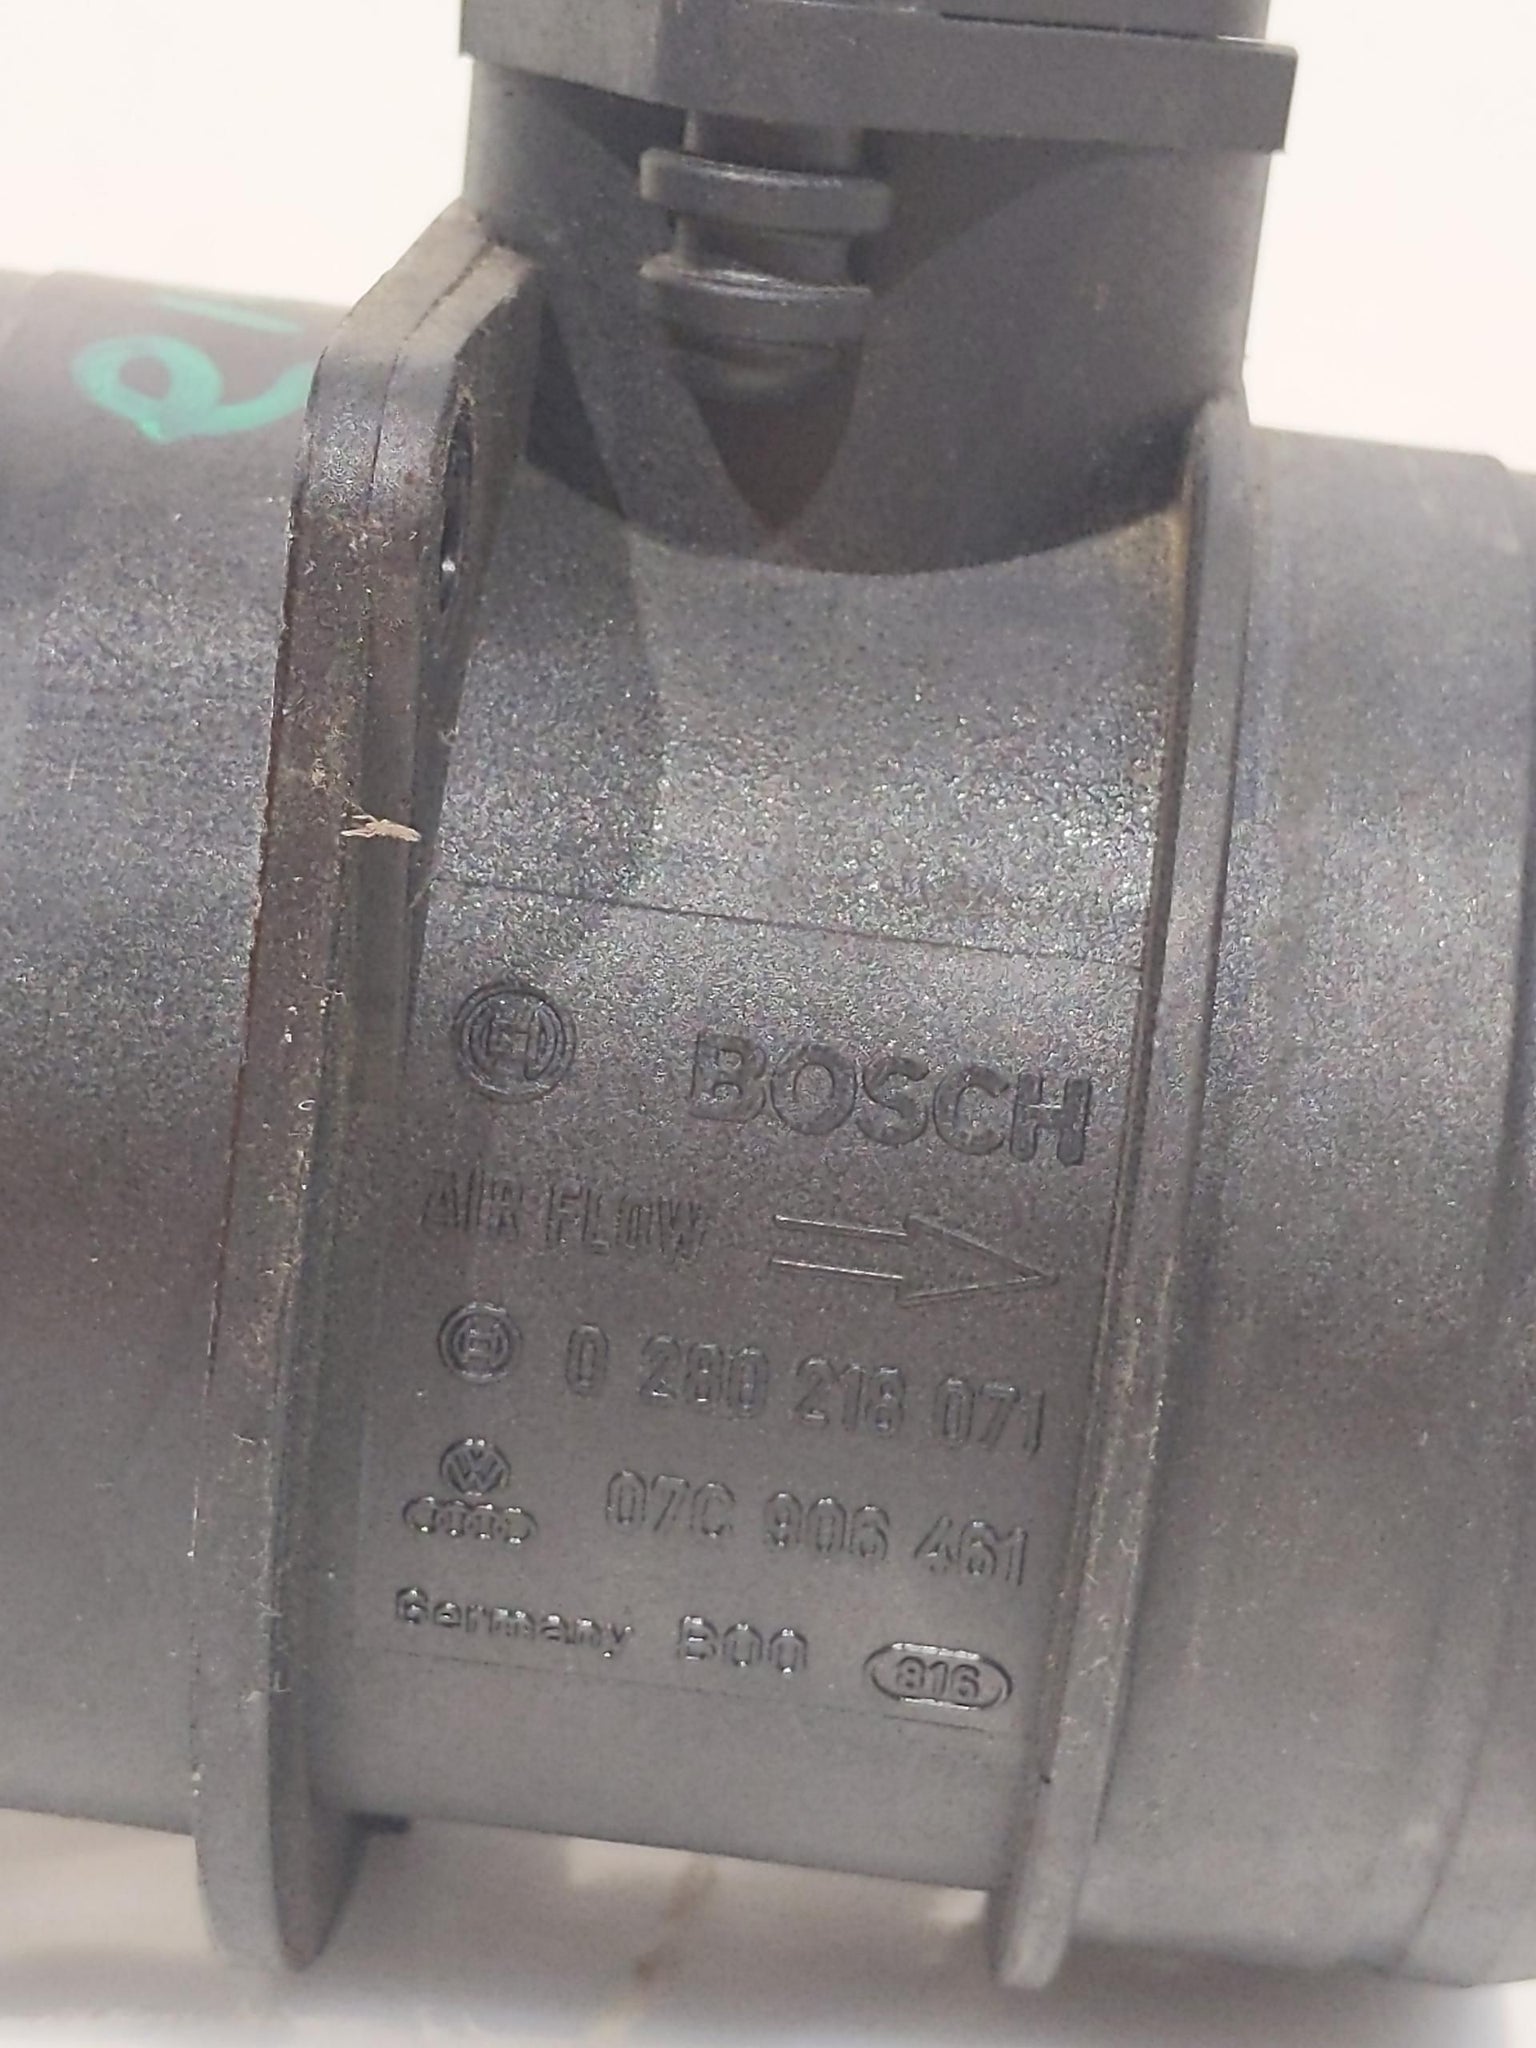 BOSCH
AIR FLOW
0 280 218 071
07C 906 461
Germany B00 816